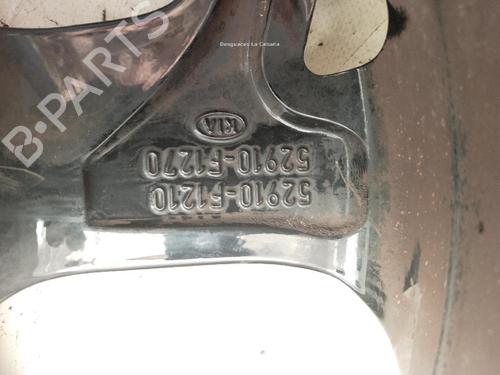 Desguaces La Cabaña
B-PARTS
KIA
52910-F1270
52910-F1210